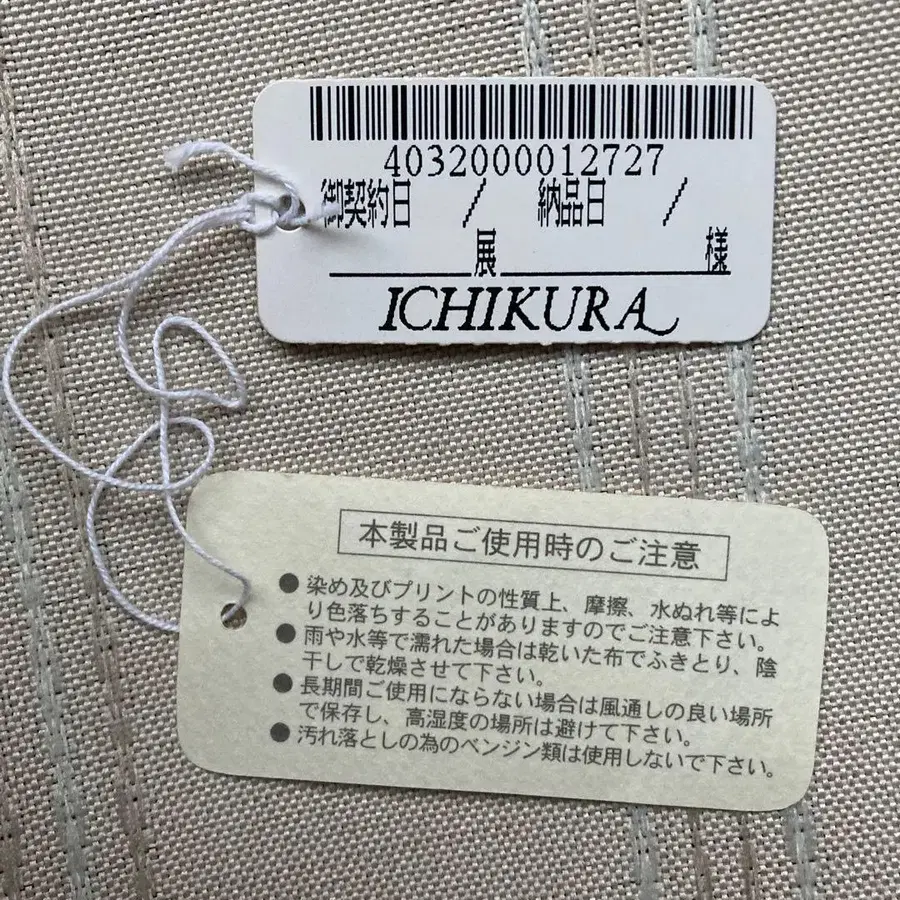 4032000012727
御契約日 / 納品日 /
展 様
ICHIKURA
本製品ご使用時のご注意
●染め及びプリントの性質上、摩擦、水ぬれ等によ
り色落ちすることがありますのでご注意下さい。
●雨や水等で濡れた場合は乾いた布でふきとり、陰
干しで乾燥させて下さい。
●長期間ご使用にならない場合は風通しの良い場所
で保存し、高湿度の場所は避けて下さい。
●汚れ落としの為のベンジン類は使用しないで下さい。